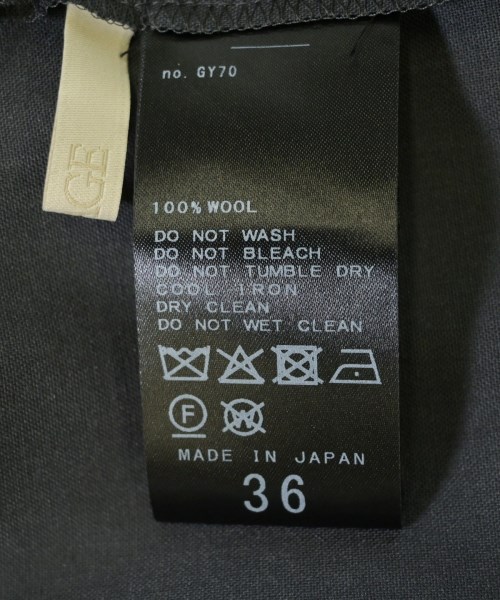 no. GY70
100% WOOL
DO NOT WASH
DO NOT BLEACH
DO NOT TUMBLE DRY
COOL IRON
DRY CLEAN
DO NOT WET CLEAN
F W
MADE IN JAPAN
36